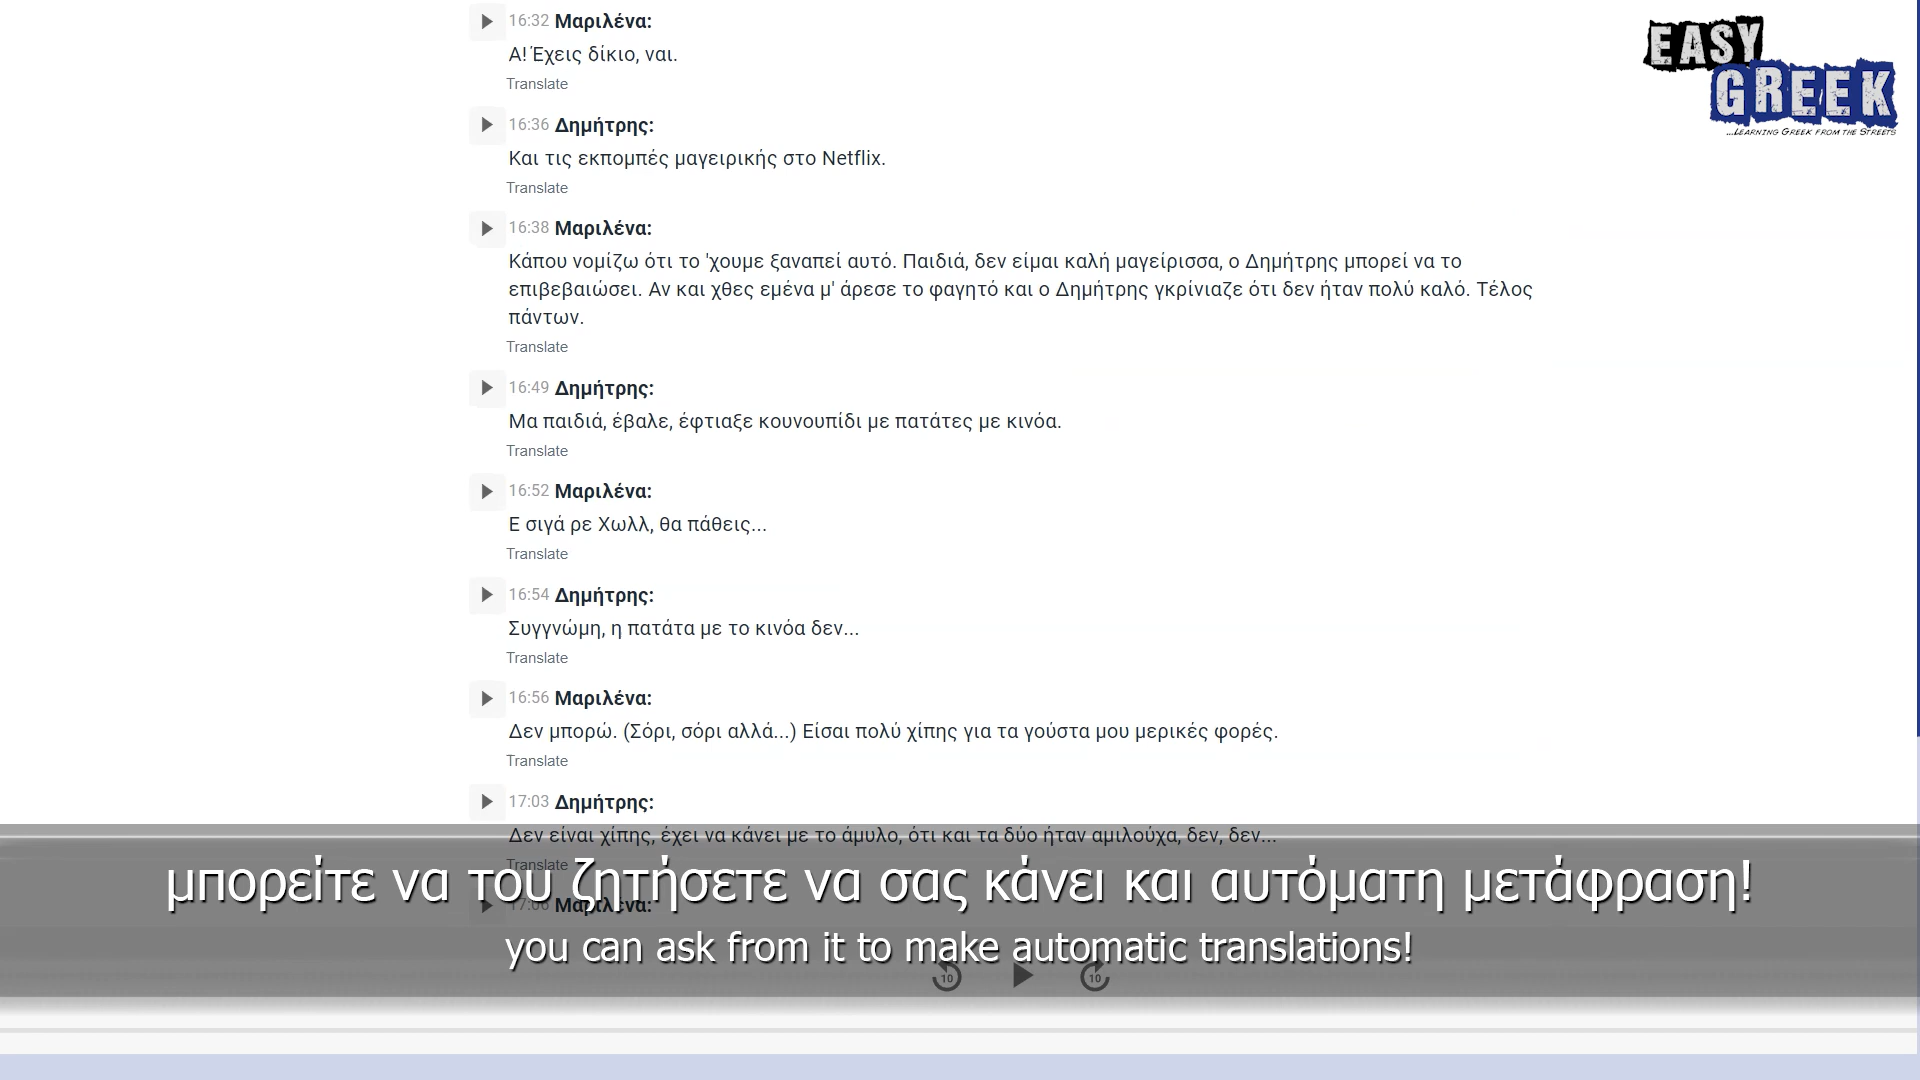 EASY
GREEK
...Learning Greek from the Streets
16:32 Μαριλένα:
Α! Έχεις δίκιο, ναι.
Translate
16:36 Δημήτρης:
Και τις εκπομπές μαγειρικής στο Netflix.
Translate
16:38 Μαριλένα:
Κάπου νομίζω ότι το 'χουμε ξαναπεί αυτό. Παιδιά, δεν είμαι καλή μαγείρισσα, ο Δημήτρης μπορεί να το
επιβεβαιώσει. Αν και χθες εμένα μ' άρεσε το φαγητό και ο Δημήτρης γκρίνιαζε ότι δεν ήταν πολύ καλό. Τέλος
πάντων.
Translate
16:49 Δημήτρης:
Μα παιδιά, έβαλε, έφτιαξε κουνουπίδι με πατάτες με κινόα.
Translate
16:52 Μαριλένα:
Ε σιγά ρε Χωλλ, θα πάθεις...
Translate
16:54 Δημήτρης:
Συγγνώμη, η πατάτα με το κινόα δεν...
Translate
16:56 Μαριλένα:
Δεν μπορώ. (Σόρι, σόρι αλλά...) Είσαι πολύ χίπης για τα γούστα μου μερικές φορές.
Translate
17:03 Δημήτρης:
Δεν είναι χίπης, έχει να κάνει με το άμυλο, ότι και τα δύο ήταν αμιλούχα, δεν, δεν...
Translate
17:06 Μαριλένα:
μπορείτε να του ζητήσετε να σας κάνει και αυτόματη μετάφραση!
you can ask from it to make automatic translations!
10 10